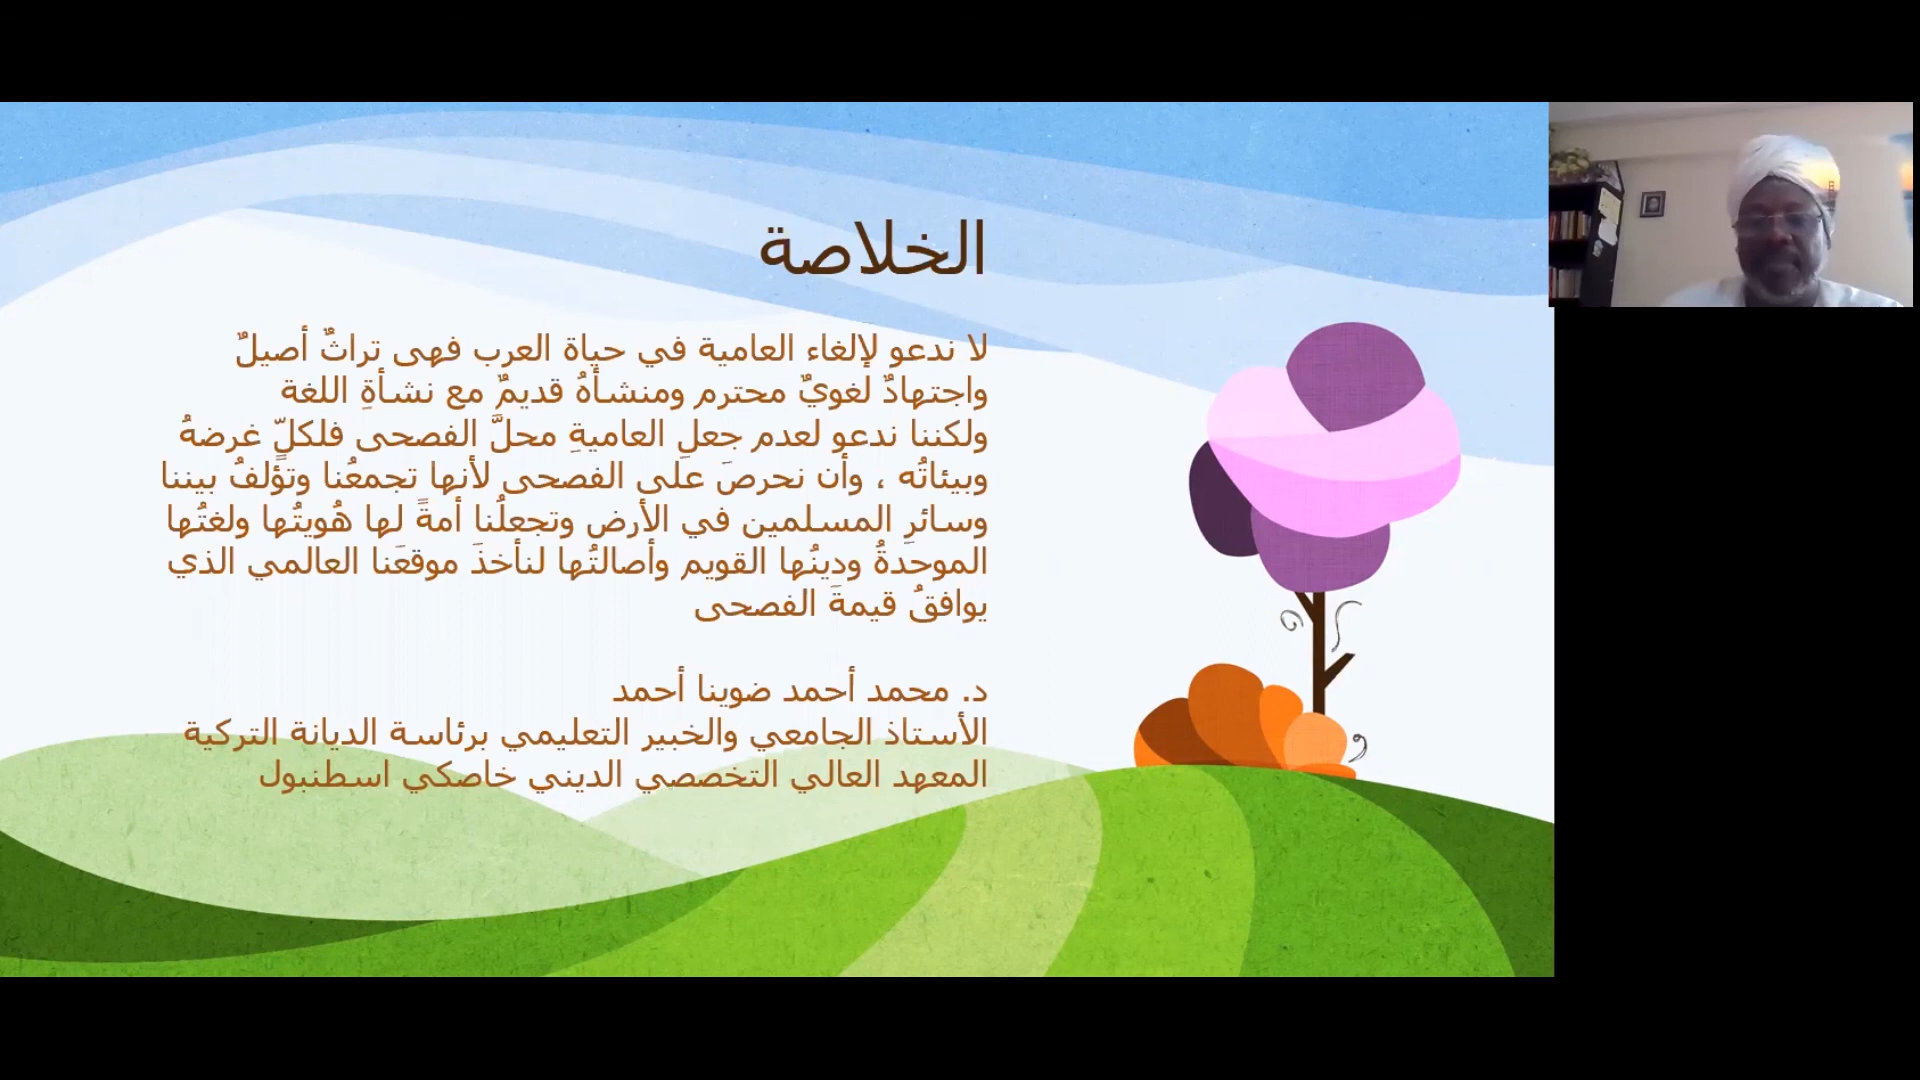 الخلاصة
لا ندعو لإلغاء العامية في حياة العرب فهى تراثٌ أصيلٌ
واجتهادٌ لغويٌ محترم ومنشأهُ قديمٌ مع نشأةِ اللغة
ولكننا ندعو لعدم جعلِ العاميةِ محلَّ الفصحى فلكلٍّ غرضهُ
وبيئاتُه ، وأن نحرصَ على الفصحى لأنها تجمعُنا وتؤلفُ بيننا
وسائرِ المسلمين في الأرض وتجعلُنا أمةً لها هُويتُها ولغتُها
الموحدةُ ودينُها القويم وأصالتُها لنأخذَ موقعَنا العالمي الذي
يوافقُ قيمةَ الفصحى
د. محمد أحمد ضوينا أحمد
الأستاذ الجامعي والخبير التعليمي برئاسة الديانة التركية
المعهد العالي التخصصي الديني خاصكي اسطنبول